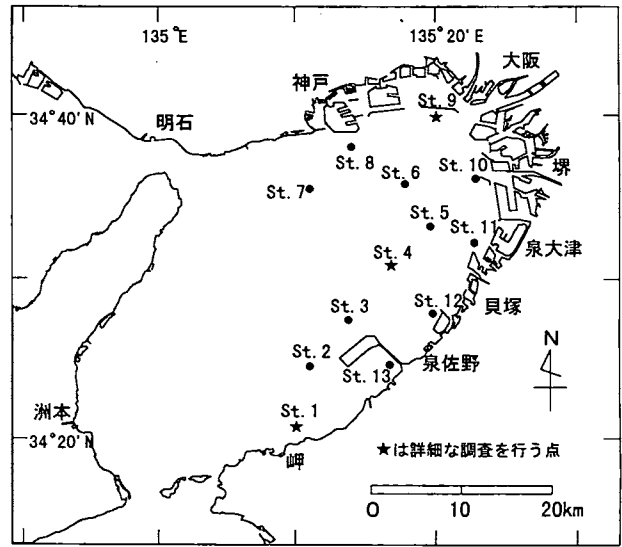 135°E
135°20'E
大阪
神戸
St.9
34°40'N
明石
St.8
St.6
St.10
堺
St.7
St.5
St.11
St.4
泉大津
St.3
St.12
貝塚
N
St.2
St.13
泉佐野
洲本
St.1
34°20'N
岬
★は詳細な調査を行う点
0 10 20km